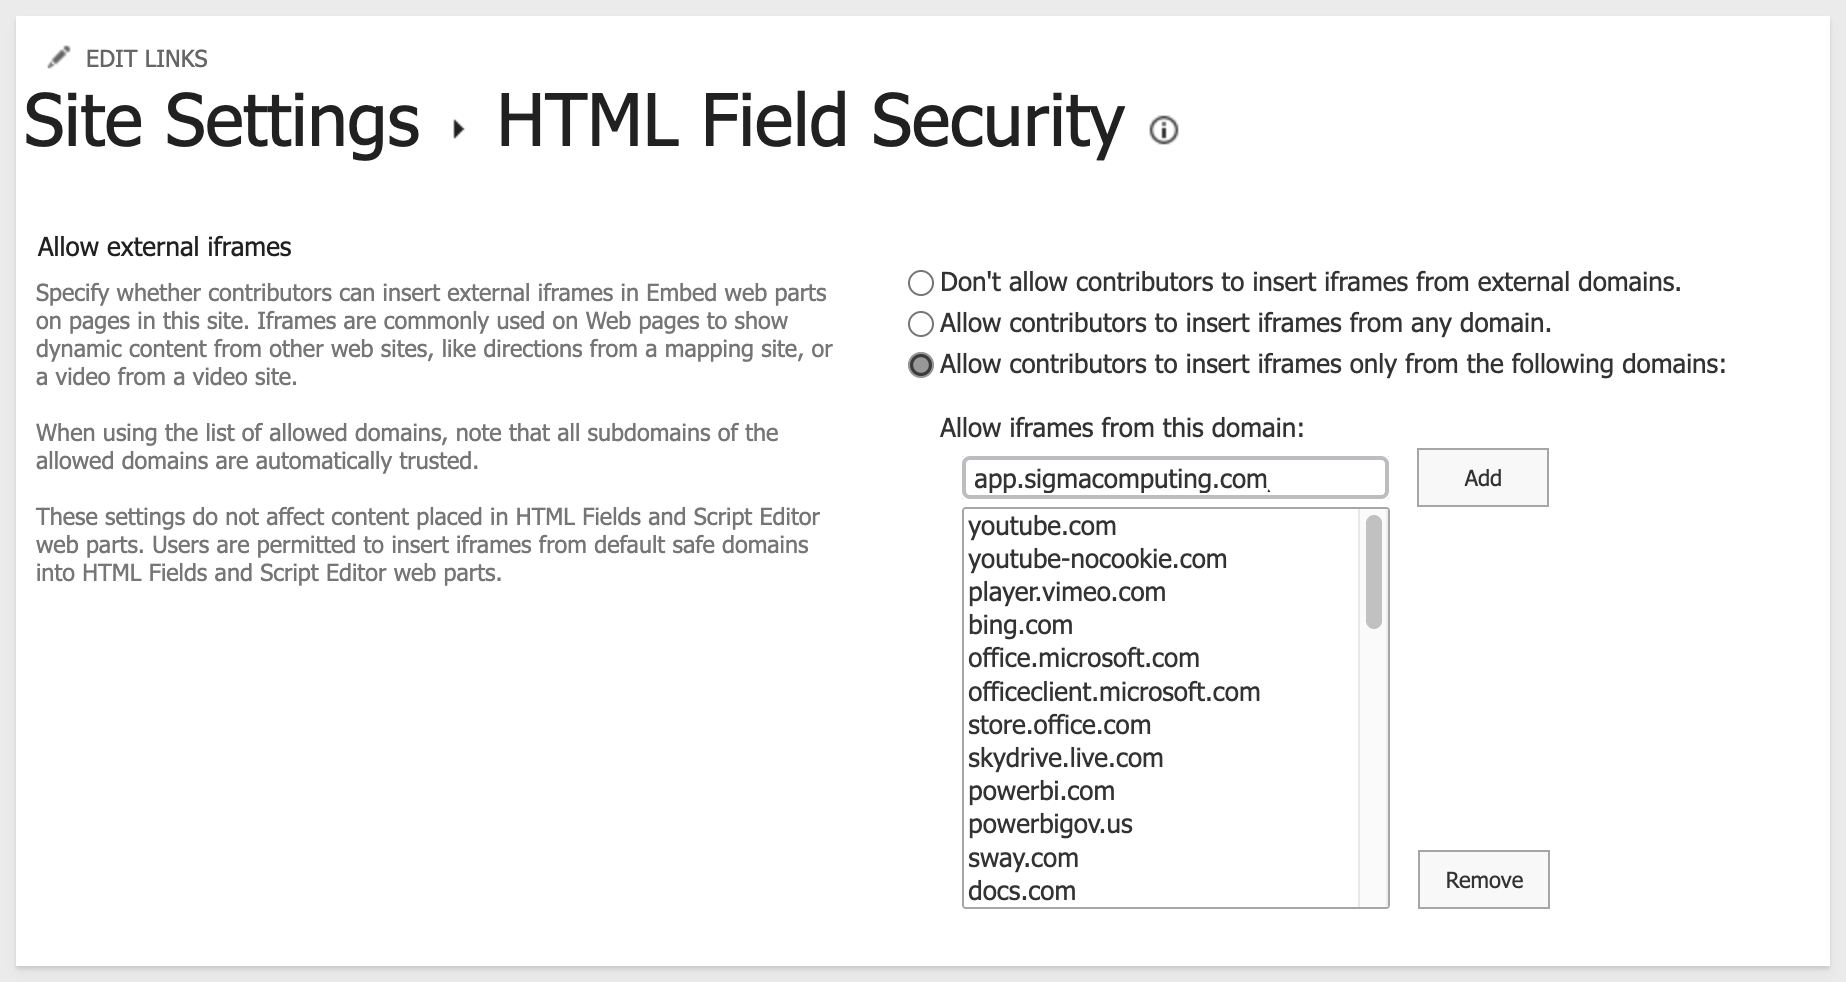 EDIT LINKS
Site Settings ▸ HTML Field Security
Allow external iframes
Specify whether contributors can insert external iframes in Embed web parts
on pages in this site. Iframes are commonly used on Web pages to show
dynamic content from other web sites, like directions from a mapping site, or
a video from a video site.
When using the list of allowed domains, note that all subdomains of the
allowed domains are automatically trusted.
These settings do not affect content placed in HTML Fields and Script Editor
web parts. Users are permitted to insert iframes from default safe domains
into HTML Fields and Script Editor web parts.
Don't allow contributors to insert iframes from external domains.
Allow contributors to insert iframes from any domain.
Allow contributors to insert iframes only from the following domains:
Allow iframes from this domain:
app.sigmacomputing.com
Add
youtube.com
youtube-nocookie.com
player.vimeo.com
bing.com
office.microsoft.com
officeclient.microsoft.com
store.office.com
skydrive.live.com
powerbi.com
powerbigov.us
sway.com
docs.com
Remove